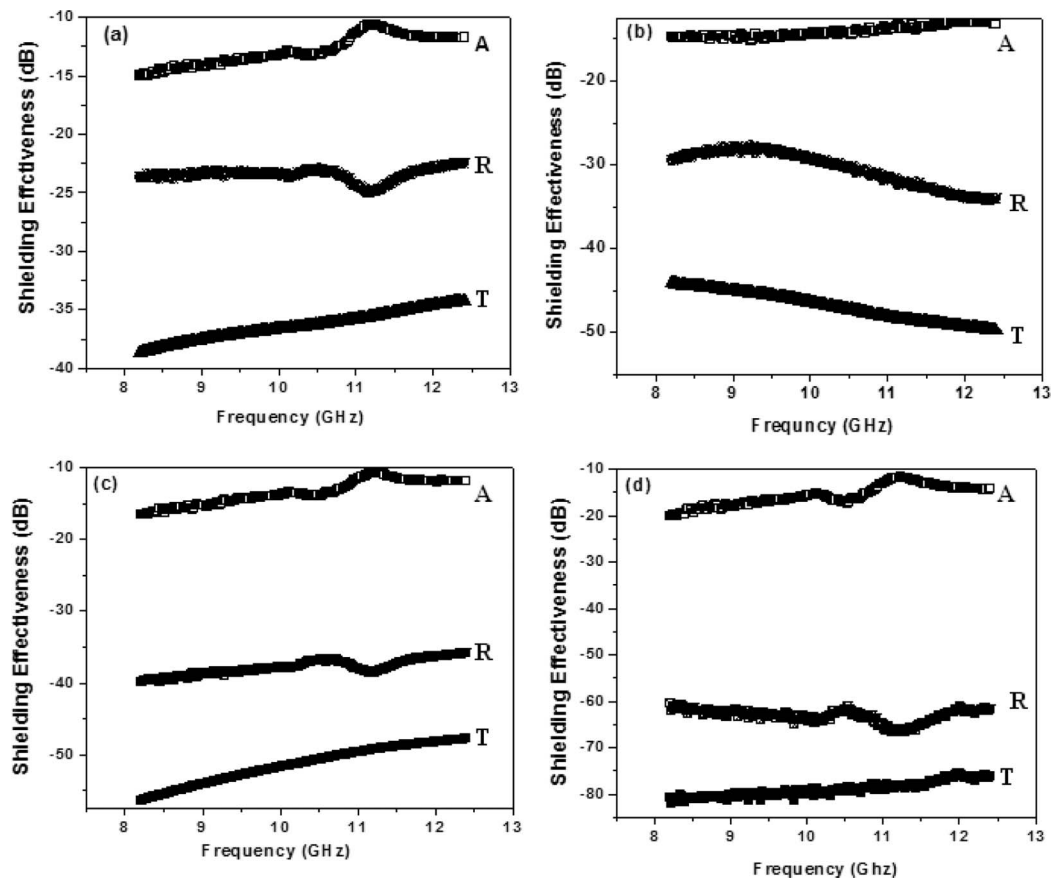 (a)
-10
-15
-20
-25
-30
-35
-40
Shielding Effctiveness (dB)
A
R
T
8 9 10 11 12 13
Frequency (GHz)
(b)
-20
-30
-40
-50
Shielding Effectiveness (dB)
A
R
T
8 9 10 11 12 13
Frequncy (GHz)
(c)
-10
-20
-30
-40
-50
Shielding Effectiveness (dB)
A
R
T
8 9 10 11 12 13
Frequency (GHz)
(d)
-10
-20
-30
-40
-50
-60
-70
-80
Shielding Effectiveness (dB)
A
R
T
8 9 10 11 12 13
Frequency (Ghz)